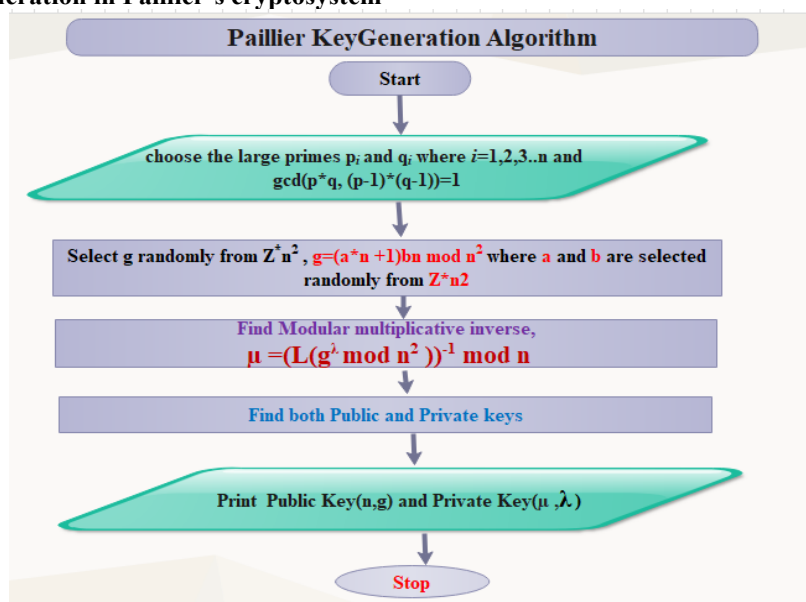 Paillier KeyGeneration Algorithm
Start
choose the large primes pᵢ and qᵢ where i=1,2,3..n and
gcd(p*q, (p-1)*(q-1))=1
Select g randomly from Z*n² , g=(a*n +1)bn mod n² where a and b are selected
randomly from Z*n2
Find Modular multiplicative inverse,
μ =(L(g^λ mod n² ))⁻¹ mod n
Find both Public and Private keys
Print Public Key(n,g) and Private Key(μ ,λ)
Stop